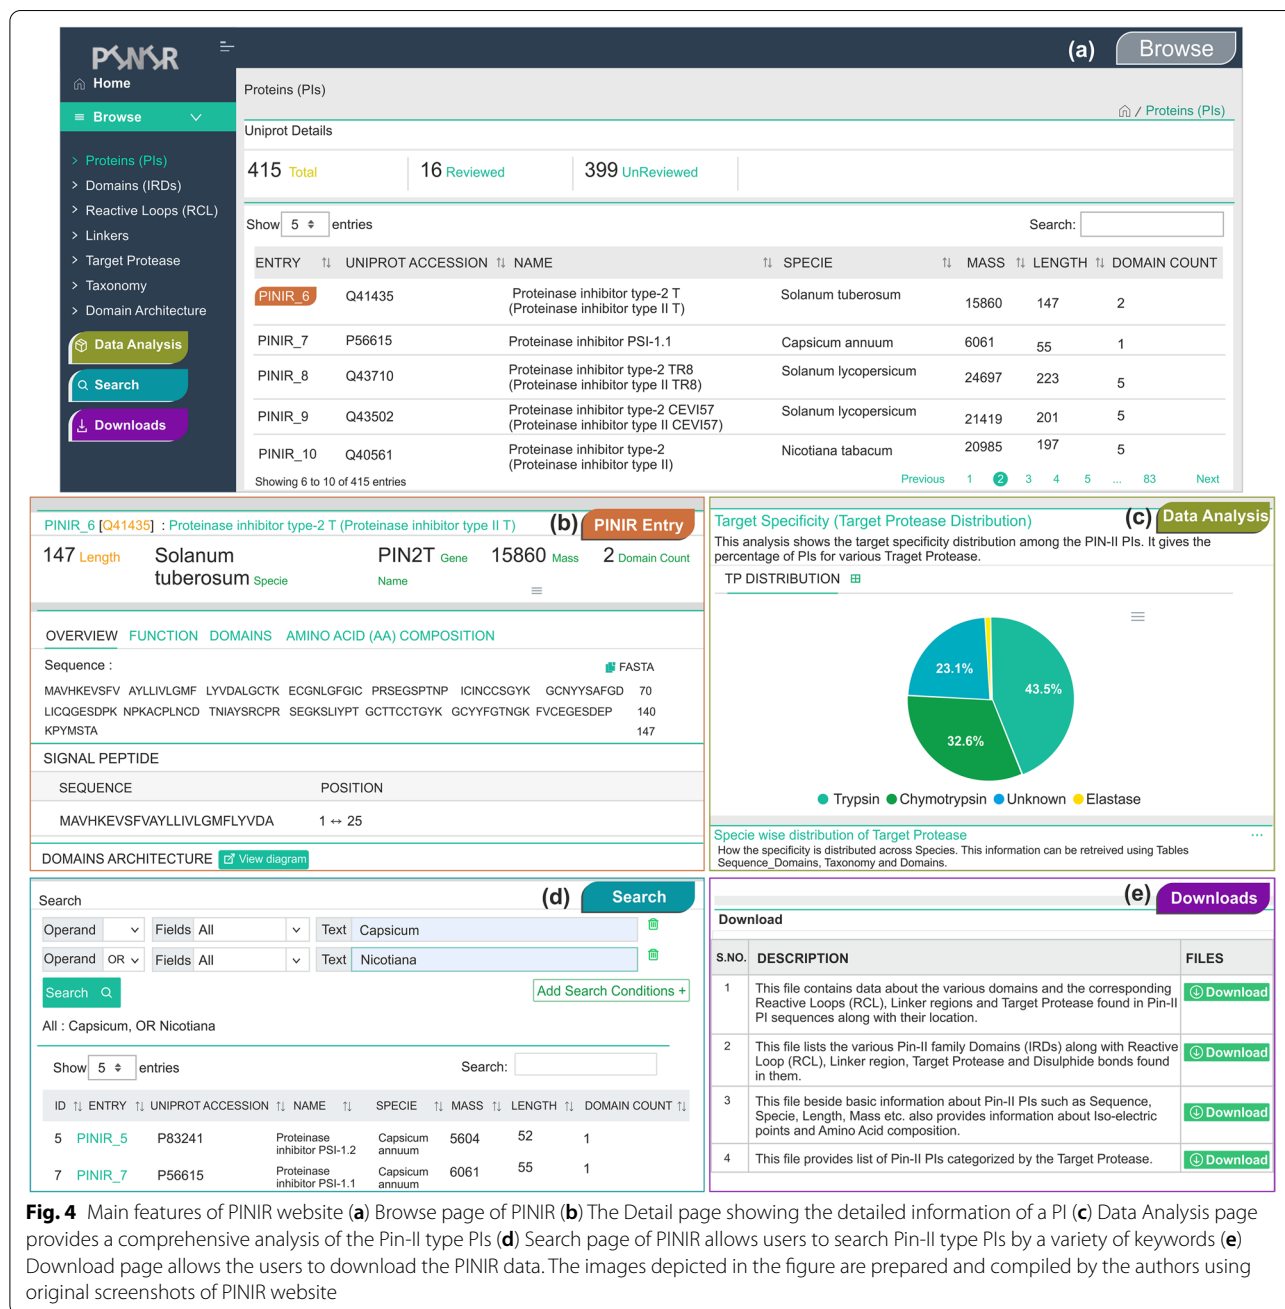 PINIR
(a) Browse
Home
Browse
Proteins (PIs)
Domains (IRDs)
Reactive Loops (RCL)
Linkers
Target Protease
Taxonomy
Domain Architecture
Data Analysis
Search
Downloads
Proteins (PIs)
/ Proteins (PIs)
Uniprot Details
415 Total 16 Reviewed 399 UnReviewed
Show 5 entries Search:
ENTRY UNIPROT ACCESSION NAME SPECIE MASS LENGTH DOMAIN COUNT
PINIR_6 Q41435 Proteinase inhibitor type-2 T Solanum tuberosum 15860 147 2
(Proteinase inhibitor type II T)
PINIR_7 P56615 Proteinase inhibitor PSI-1.1 Capsicum annuum 6061 55 1
PINIR_8 Q43710 Proteinase inhibitor type-2 TR8 Solanum lycopersicum 24697 223 5
(Proteinase inhibitor type II TR8)
PINIR_9 Q43502 Proteinase inhibitor type-2 CEVI57 Solanum lycopersicum 21419 201 5
(Proteinase inhibitor type II CEVI57)
PINIR_10 Q40561 Proteinase inhibitor type-2 Nicotiana tabacum 20985 197 5
(Proteinase inhibitor type II)
Showing 6 to 10 of 415 entries Previous 1 2 3 4 5 ... 83 Next
(b) PINIR Entry
PINIR_6 [Q41435] : Proteinase inhibitor type-2 T (Proteinase inhibitor type II T)
147 Length Solanum PIN2T Gene 15860 Mass 2 Domain Count
tuberosum Specie Name
OVERVIEW FUNCTION DOMAINS AMINO ACID (AA) COMPOSITION
Sequence : FASTA
MAVHKEVSFV AYLLIVLGMF LYVDALGCTK ECGNLGFGIC PRSEGSPTNP ICINCCSGYK GCNYYSAFGD 70
LICQGESDPK NPKACPLNCD TNIAYSRCPR SEGKSLIYPT GCTTCCTGYK GCYYFGTNGK FVCEGESDEP 140
KPYMSTA 147
SIGNAL PEPTIDE
SEQUENCE POSITION
MAVHKEVSFVAYLLIVLGMFLYVDA 1 ↔ 25
DOMAINS ARCHITECTURE View diagram
(c) Data Analysis
Target Specificity (Target Protease Distribution)
This analysis shows the target specificity distribution among the PIN-II PIs. It gives the
percentage of PIs for various Traget Protease.
TP DISTRIBUTION
23.1%
43.5%
32.6%
Trypsin Chymotrypsin Unknown Elastase
Specie wise distribution of Target Protease ...
How the specificity is distributed across Species. This information can be retreived using Tables
Sequence_Domains, Taxonomy and Domains.
(d) Search
Search
Operand Fields All Text Capsicum
Operand OR Fields All Text Nicotiana
Search Add Search Conditions +
All : Capsicum, OR Nicotiana
Show 5 entries Search:
ID ENTRY UNIPROT ACCESSION NAME SPECIE MASS LENGTH DOMAIN COUNT
5 PINIR_5 P83241 Proteinase Capsicum 5604 52 1
inhibitor PSI-1.2 annuum
7 PINIR_7 P56615 Proteinase Capsicum 6061 55 1
inhibitor PSI-1.1 annuum
(e) Downloads
Download
S.NO. DESCRIPTION FILES
1 This file contains data about the various domains and the corresponding Download
Reactive Loops (RCL), Linker regions and Target Protease found in Pin-II
PI sequences along with their location.
2 This file lists the various Pin-II family Domains (IRDs) along with Reactive Download
Loop (RCL), Linker region, Target Protease and Disulphide bonds found
in them.
3 This file beside basic information about Pin-II PIs such as Sequence, Download
Specie, Length, Mass etc. also provides information about Iso-electric
points and Amino Acid composition.
4 This file provides list of Pin-II PIs categorized by the Target Protease. Download
Fig. 4 Main features of PINIR website (a) Browse page of PINIR (b) The Detail page showing the detailed information of a PI (c) Data Analysis page
provides a comprehensive analysis of the Pin-II type PIs (d) Search page of PINIR allows users to search Pin-II type PIs by a variety of keywords (e)
Download page allows the users to download the PINIR data. The images depicted in the figure are prepared and compiled by the authors using
original screenshots of PINIR website